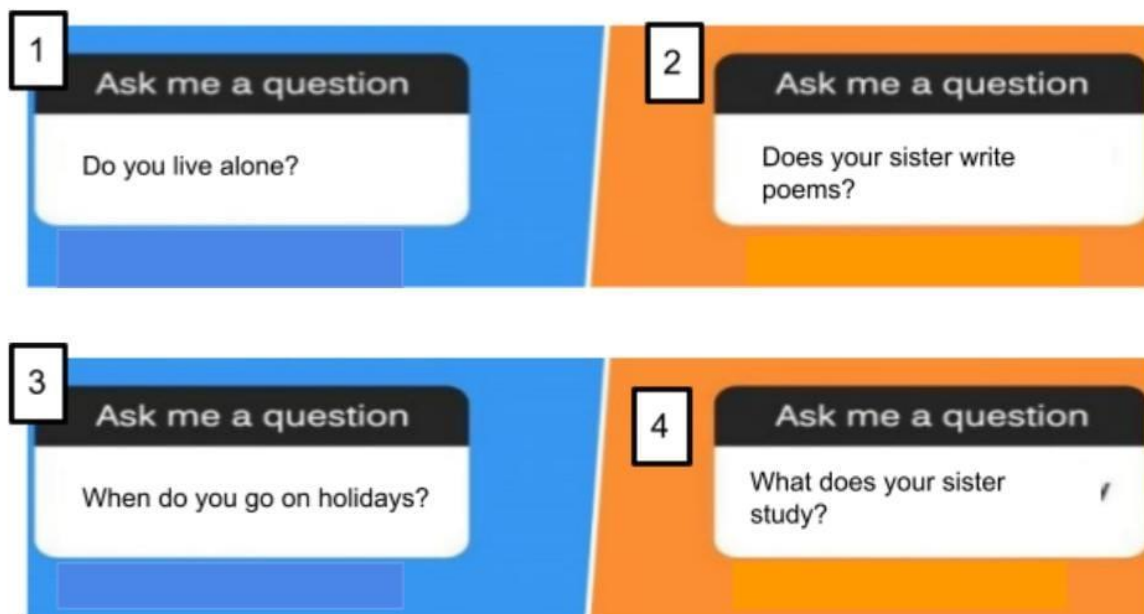 1
Ask me a question
Do you live alone?
2
Ask me a question
Does your sister write
poems?
3
Ask me a question
When do you go on holidays?
4
Ask me a question
What does your sister
study?